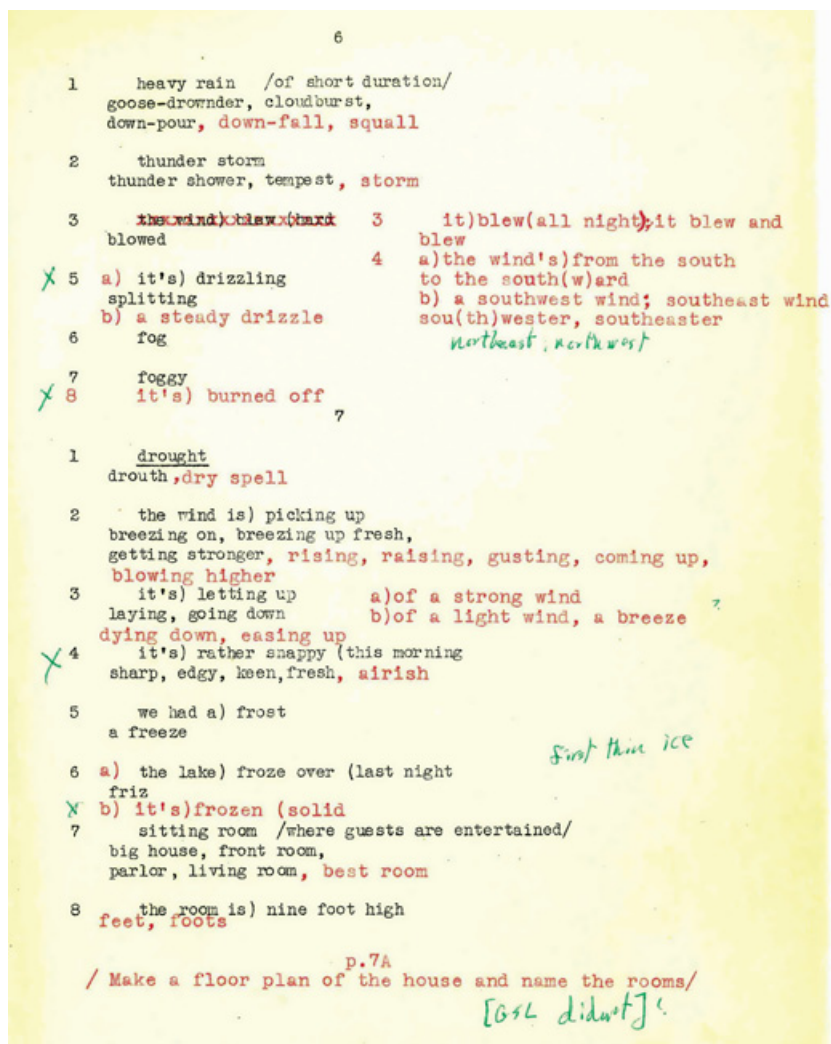 6
1 heavy rain /of short duration/
goose-drownder, cloudburst,
down-pour, down-fall, squall
2 thunder storm
thunder shower, tempest, storm
3 the wind) blew (hard
blowed
3 it)blew(all night);it blew and
blew
4 a)the wind's)from the south
to the south(w)ard
b) a southwest wind; southeast wind
sou(th)wester, southeaster
northeast, northwest
X 5 a) it's) drizzling
splitting
b) a steady drizzle
6 fog
7 foggy
X 8 it's) burned off
7
1 drought
drouth,dry spell
2 the wind is) picking up
breezing on, breezing up fresh,
getting stronger, rising, raising, gusting, coming up,
blowing higher
3 it's) letting up
laying, going down
dying down, easing up
a)of a strong wind
b)of a light wind, a breeze ?
X 4 it's) rather snappy (this morning
sharp, edgy, keen,fresh, airish
5 we had a) frost
a freeze
first thin ice
6 a) the lake) froze over (last night
friz
X b) it's)frozen (solid
7 sitting room /where guests are entertained/
big house, front room,
parlor, living room, best room
8 the room is) nine foot high
feet, foots
p.7A
/ Make a floor plan of the house and name the rooms/
[GSL didn't]!